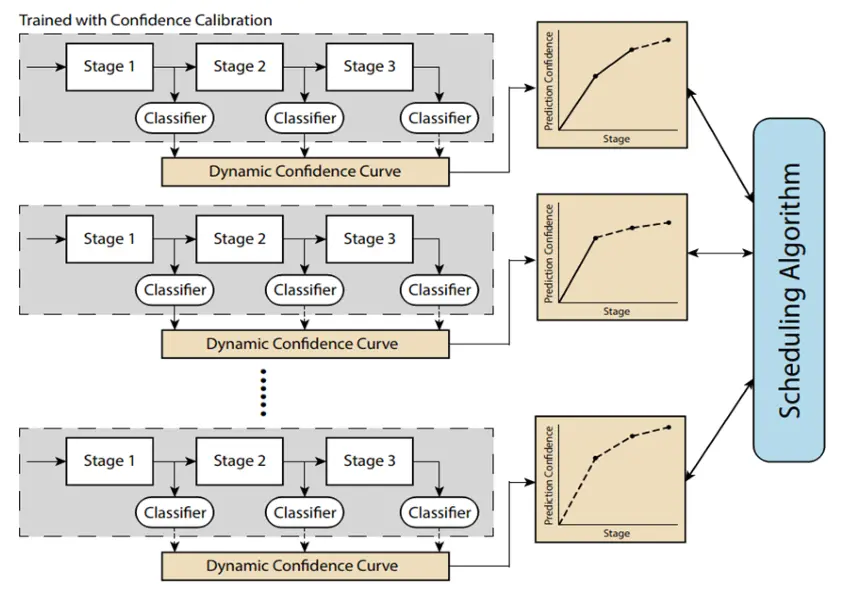 Trained with Confidence Calibration
Stage 1
Stage 2
Stage 3
Classifier
Classifier
Classifier
Dynamic Confidence Curve
Prediction Confidence
Stage
Stage 1
Stage 2
Stage 3
Classifier
Classifier
Classifier
Dynamic Confidence Curve
Prediction Confidence
Stage
Stage 1
Stage 2
Stage 3
Classifier
Classifier
Classifier
Dynamic Confidence Curve
Prediction Confidence
Stage
Scheduling Algorithm